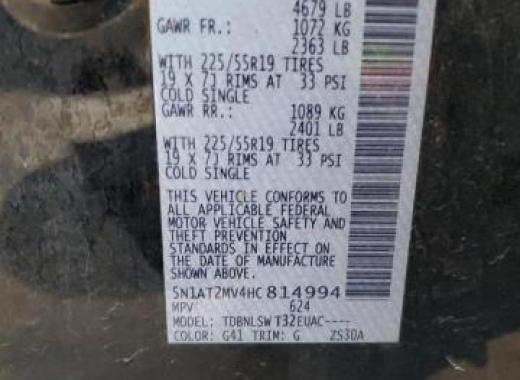 4679 LB
GAWR FR.: 1072 KG
2363 LB
WITH 225/55R19 TIRES
19 X 7J RIMS AT 33 PSI
COLD SINGLE
GAWR RR.: 1089 KG
2401 LB
WITH 225/55R19 TIRES
19 X 7J RIMS AT 33 PSI
COLD SINGLE
THIS VEHICLE CONFORMS TO
ALL APPLICABLE FEDERAL
MOTOR VEHICLE SAFETY AND
THEFT PREVENTION
STANDARDS IN EFFECT ON
THE DATE OF MANUFACTURE
SHOWN ABOVE.
5N1AT2MV4HC814994
MPV 624
MODEL: TDBNLSW T32EUAC----
COLOR: G41 TRIM: G ZS30A